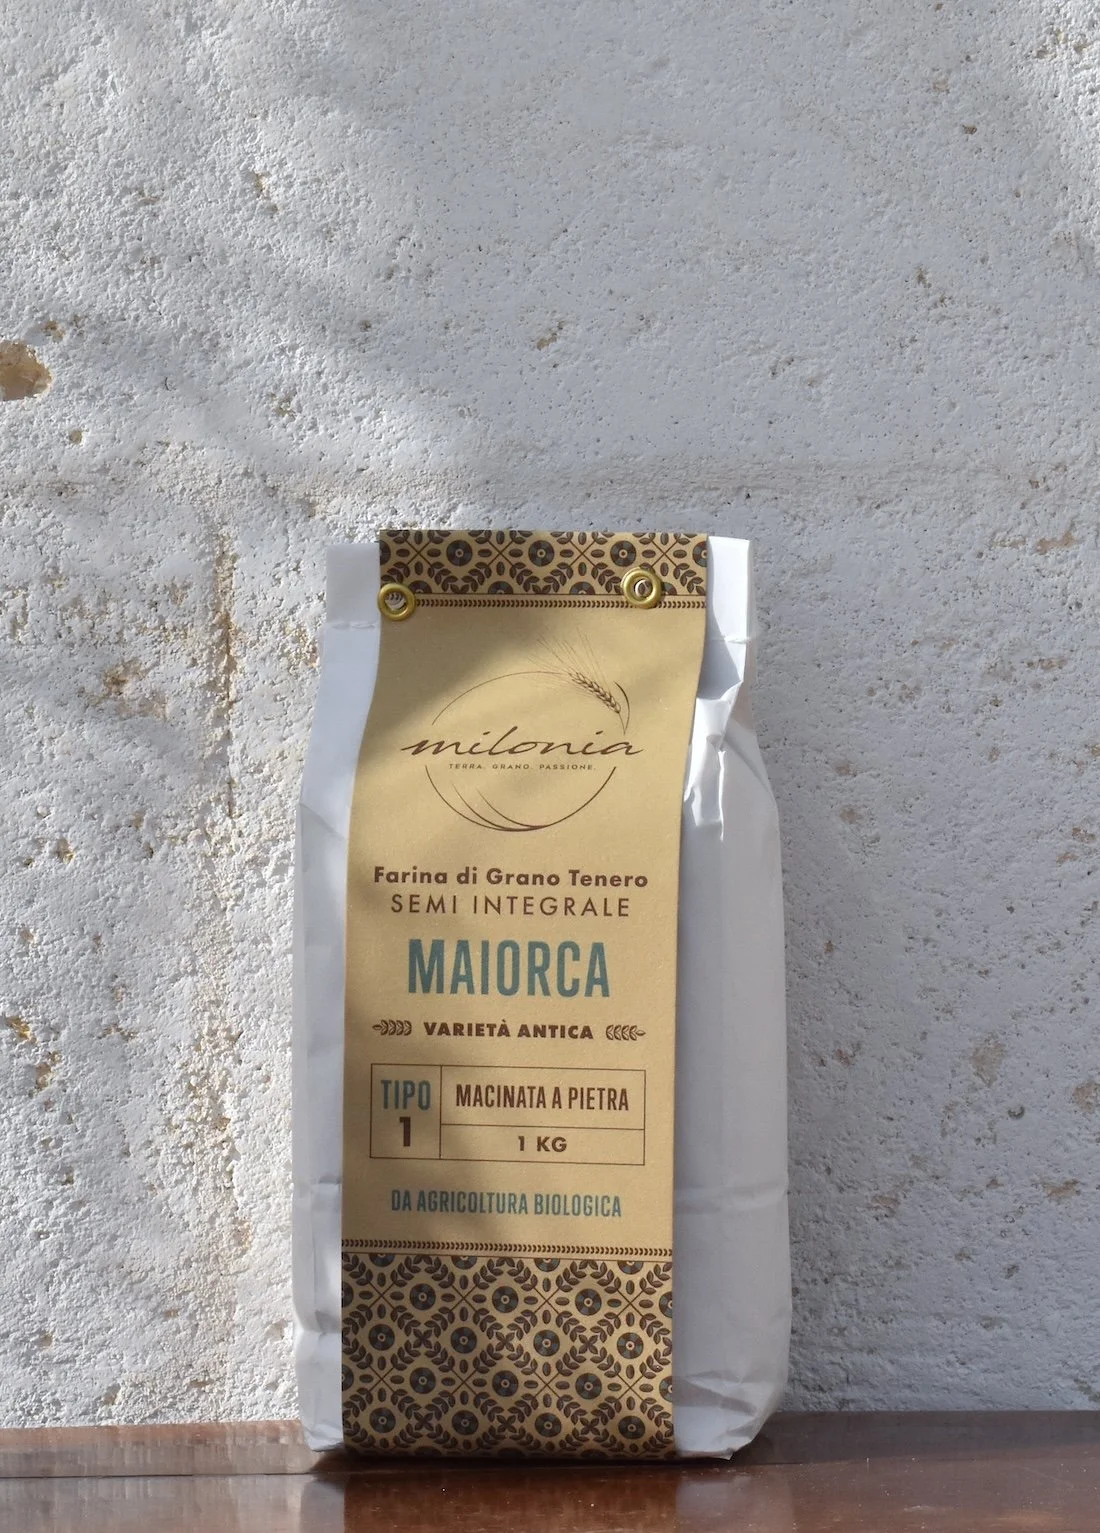 milonia
TERRA. GRANO. PASSIONE.
Farina di Grano Tenero
SEMI INTEGRALE
MAIORCA
VARIETÀ ANTICA
TIPO
1
MACINATA A PIETRA
1 KG
DA AGRICOLTURA BIOLOGICA